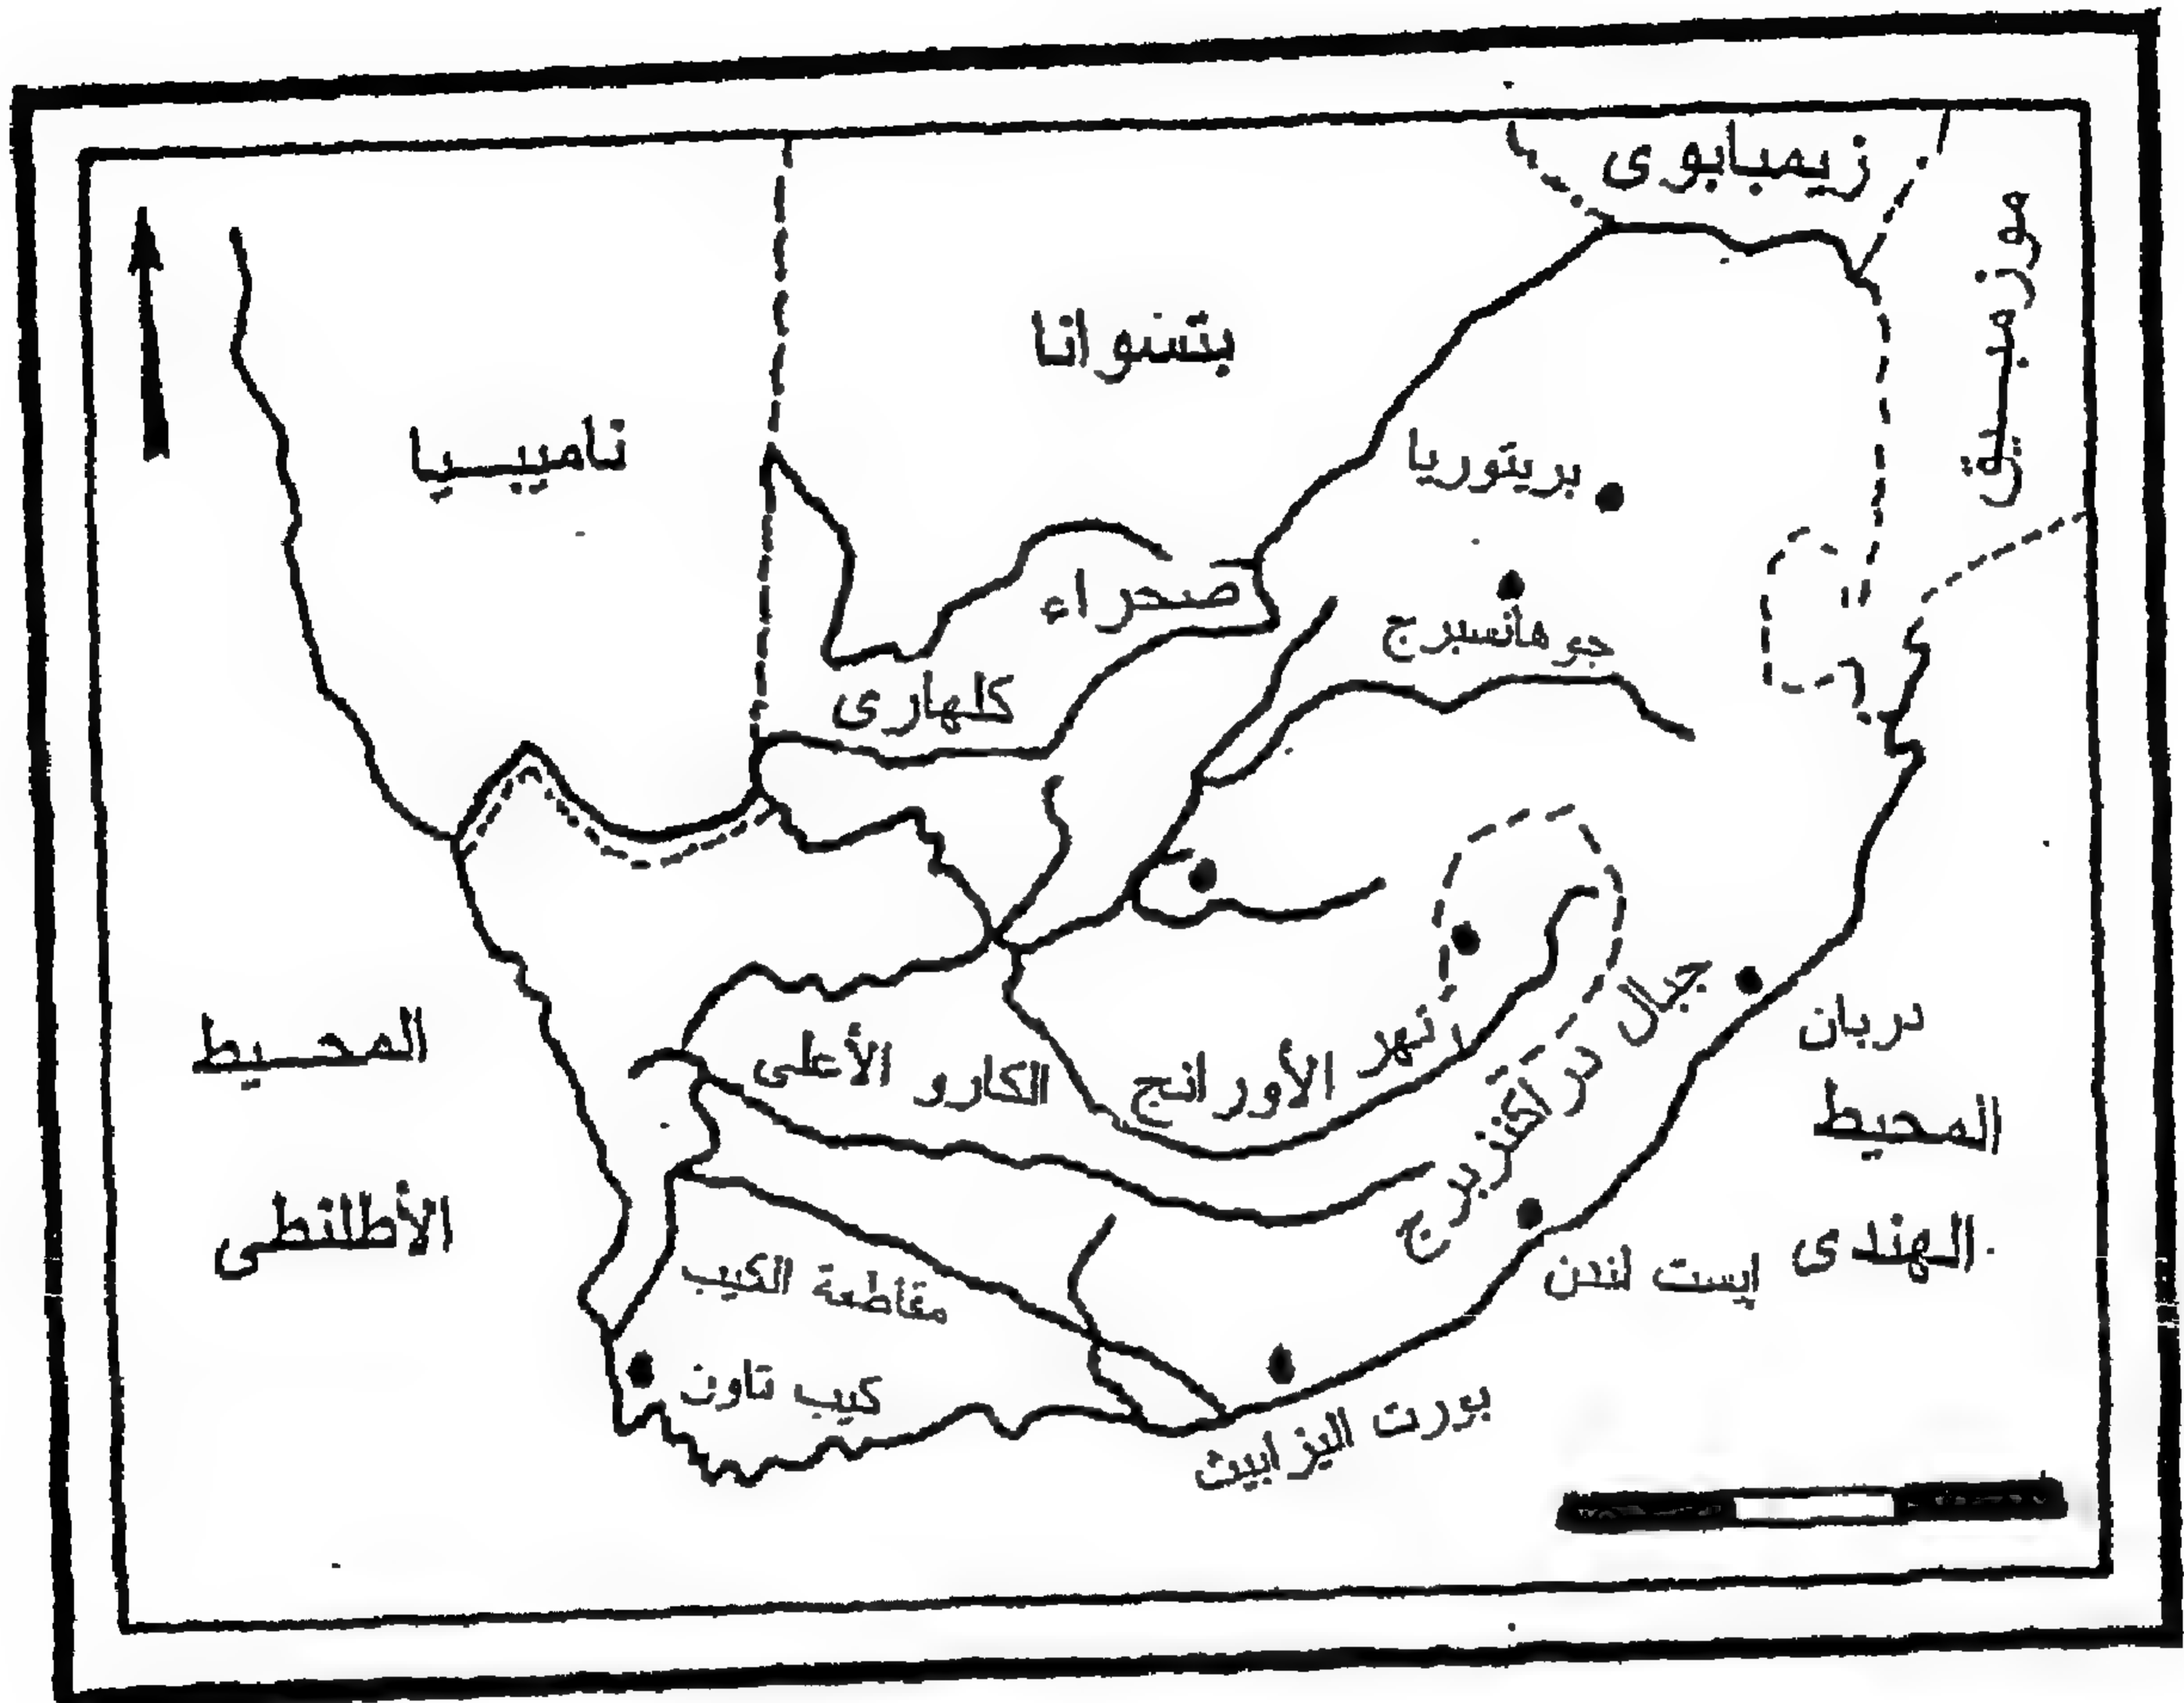 زيمبابوى
موزمبيق
بتسوانا
ناميبيا
بريتوريا
صحراء
كلهارى
جوهانسبرج
المحيط
الأطلنطى
الكارو الأعلى
نهر
الأورانج
جبال دراكنزبرج
دربان
المحيط
الهندى
ايست لندن
مقاطعة الكيب
كيب تاون
بورت اليزابيث